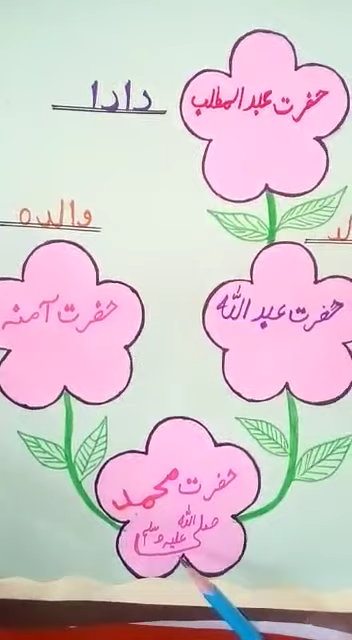 حضرت عبدالمطلب
دادا
والدہ
حضرت عبداللہ
حضرت آمنہ
حضرت محمد
صلی اللہ علیہ وسلم